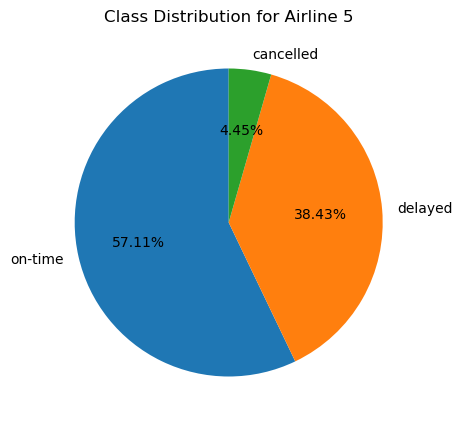 Class Distribution for Airline 5
cancelled
4.45%
delayed
38.43%
57.11%
on-time